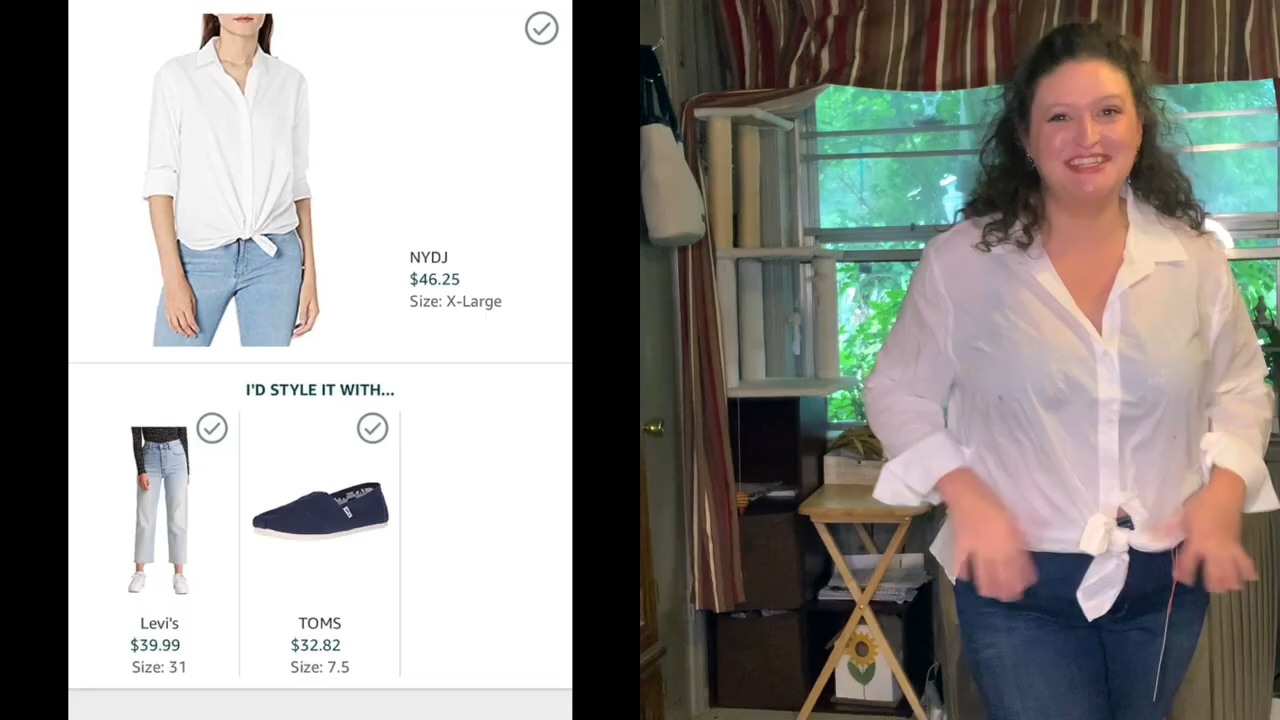 NYDJ
$46.25
Size: X-Large
I'D STYLE IT WITH...
Levi's
$39.99
Size: 31
TOMS
$32.82
Size: 7.5